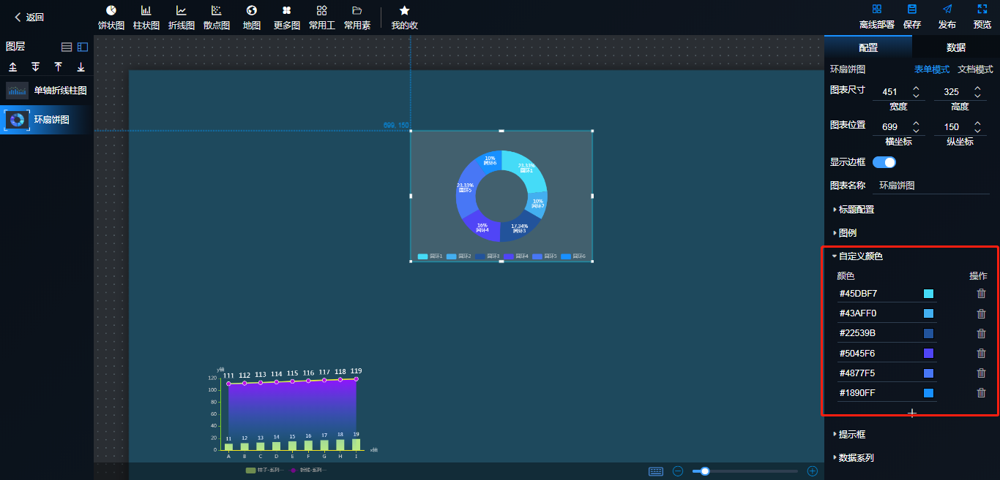 返回
饼状图 柱状图 折线图 散点图 地图 更多图 常用工 常用素 我的收
离线部署 保存 发布 预览
图层
单轴折线柱图
环扇饼图
699, 150
10%
圆环6
23.33%
圆环1
23.33%
圆环5
10%
圆环2
16%
圆环4
17.34%
圆环3
圆环1 圆环2 圆环3 圆环4 圆环5 圆环6
y轴
111 112 113 114 115 116 117 118 119
120
100
80
60
40
20
0
11 12 13 14 15 16 17 18 19
A B C D E F G H I
x轴
柱子-系列··· 折线-系列···
配置 数据
环扇饼图 表单模式 文档模式
图表尺寸 451 325
宽度 高度
图表位置 699 150
横坐标 纵坐标
显示边框
图表名称 环扇饼图
标题配置
图例
自定义颜色
颜色 操作
#45DBF7
#43AFF0
#22539B
#5045F6
#4877F5
#1890FF
提示框
数据系列